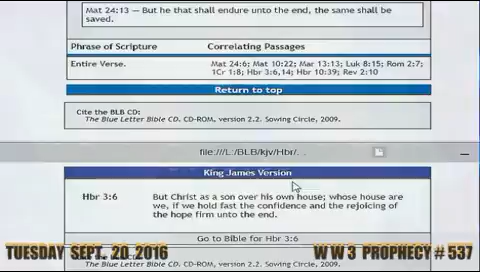 Mat 24:13 — But he that shall endure unto the end, the same shall be
saved.
Phrase of Scripture Correlating Passages
Entire Verse. Mat 24:6; Mat 10:22; Mar 13:13; Luk 8:15; Rom 2:7;
1Cr 1:8; Hbr 3:6,14; Hbr 10:39; Rev 2:10
Return to top
Cite the BLB CD:
The Blue Letter Bible CD. CD-ROM, version 2.2. Sowing Circle, 2009.
file:///L:/BLB/kjv/Hbr/. .
King James Version
Hbr 3:6 But Christ as a son over his own house; whose house are
we, if we hold fast the confidence and the rejoicing of
the hope firm unto the end.
Go to Bible for Hbr 3:6
TUESDAY SEPT. 20, 2016 WW3 PROPHECY # 537
The Blue Letter Bible CD. CD-ROM, version 2.2. Sowing Circle, 2009.